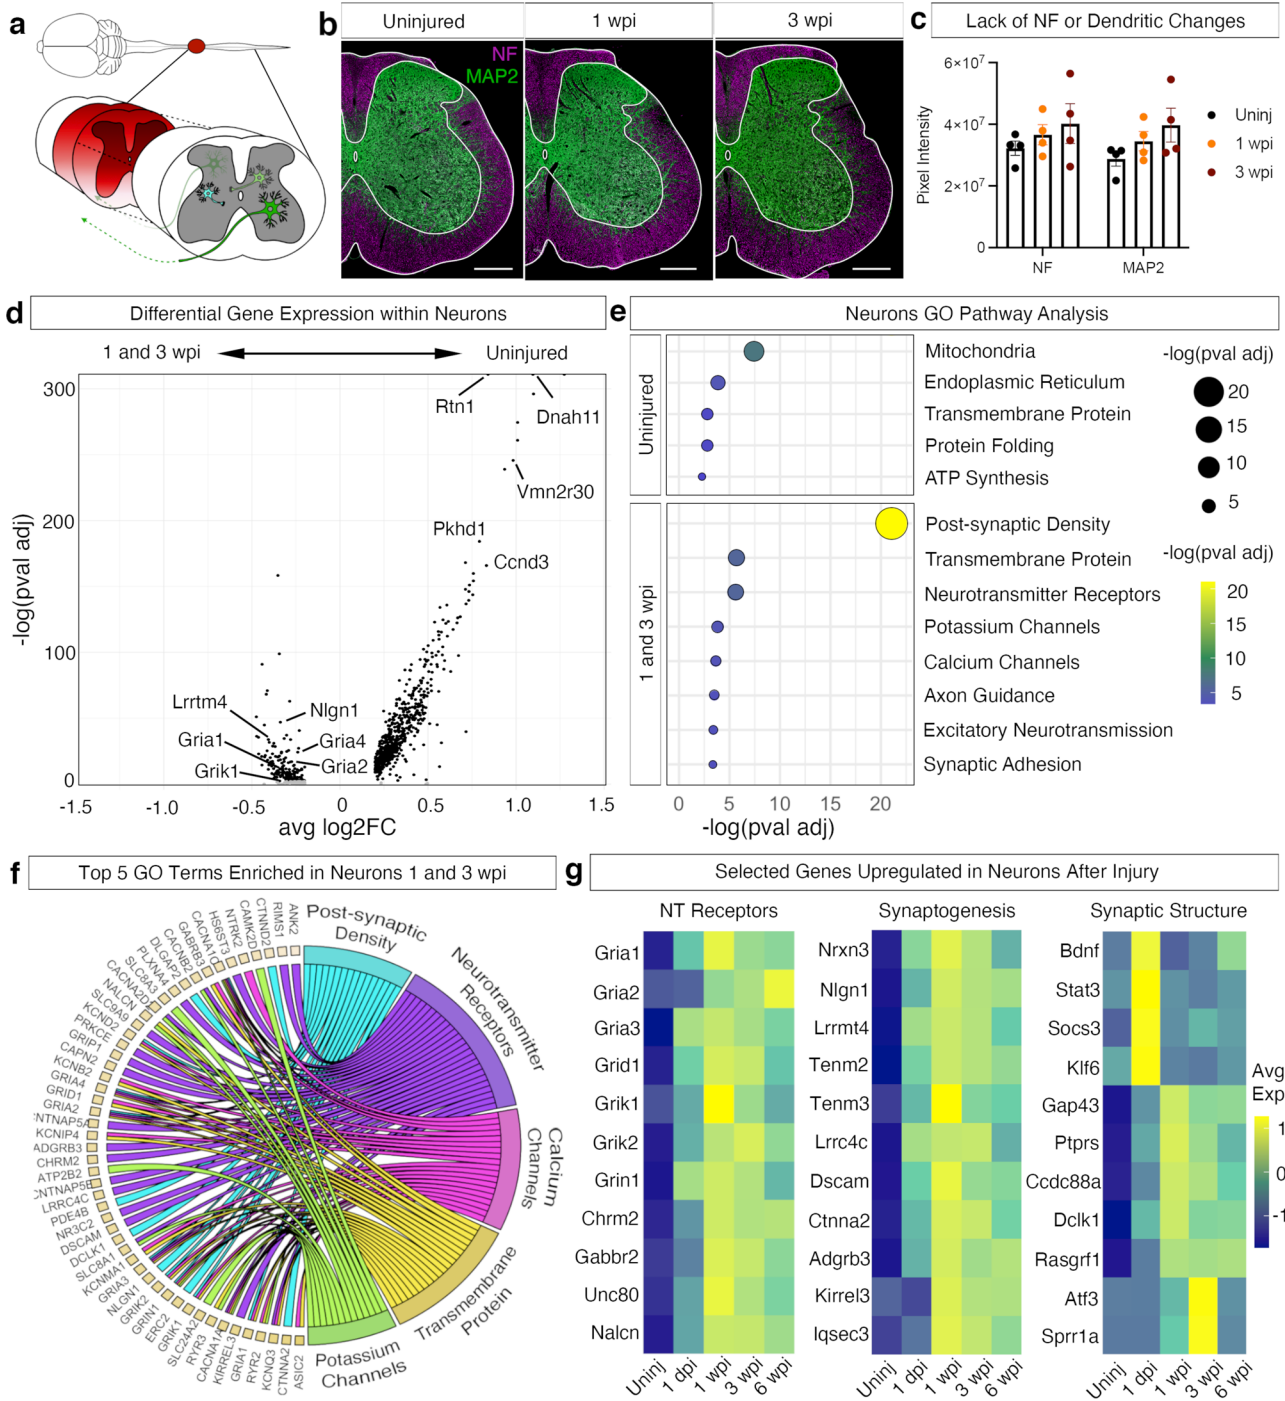 a
b
Uninjured
1 wpi
3 wpi
NF
MAP2
c
Lack of NF or Dendritic Changes
6×10⁷
4×10⁷
2×10⁷
0
Pixel Intensity
NF
MAP2
Uninj
1 wpi
3 wpi
d
Differential Gene Expression within Neurons
1 and 3 wpi
Uninjured
300
200
100
0
-log(pval adj)
Rtn1
Dnah11
Vmn2r30
Pkhd1
Ccnd3
Lrrtm4
Nlgn1
Gria1
Gria4
Grik1
Gria2
-1.5
-1.0
-0.5
0
0.5
1.0
1.5
avg log2FC
e
Neurons GO Pathway Analysis
Uninjured
Mitochondria
Endoplasmic Reticulum
Transmembrane Protein
Protein Folding
ATP Synthesis
1 and 3 wpi
Post-synaptic Density
Transmembrane Protein
Neurotransmitter Receptors
Potassium Channels
Calcium Channels
Axon Guidance
Excitatory Neurotransmission
Synaptic Adhesion
0
5
10
15
20
-log(pval adj)
-log(pval adj)
20
15
10
5
-log(pval adj)
20
15
10
5
f
Top 5 GO Terms Enriched in Neurons 1 and 3 wpi
Post-synaptic
Density
Neurotransmitter
Receptors
Calcium
Channels
Transmembrane
Protein
Potassium
Channels
ANK2
RIMS1
CTNND2
CAMK2D
NTRK2
HS6ST3
CACNA1C
GABRB3
CACNB2
DLGAP2
PLXNA4
SLC8A3
CACNA2D
NALCN
SLC9A9
KCND2
PRKCE
GRIP1
CAPN2
KCNB2
GRIA4
GRID1
GRIA2
CNTNAP5A
KCNIP4
ADGRB3
CHRM2
ATP2B2
CNTNAP5B
LRRC4C
PDE4B
NR3C2
DSCAM
DCLK1
SLC8A1
KCNMA1
GRIA3
NLGN1
GRIK2
GRIN1
ERC2
GRIK1
SLC24A2
RYR3
CACNA1A
KIRREL3
GRIA1
RYR2
KCNQ3
CTNNA2
ASIC2
g
Selected Genes Upregulated in Neurons After Injury
NT Receptors
Gria1
Gria2
Gria3
Grid1
Grik1
Grik2
Grin1
Chrm2
Gabbr2
Unc80
Nalcn
Uninj
1 dpi
1 wpi
3 wpi
6 wpi
Synaptogenesis
Nrxn3
Nlgn1
Lrrmt4
Tenm2
Tenm3
Lrrc4c
Dscam
Ctnna2
Adgrb3
Kirrel3
Iqsec3
Uninj
1 dpi
1 wpi
3 wpi
6 wpi
Synaptic Structure
Bdnf
Stat3
Socs3
Klf6
Gap43
Ptprs
Ccdc88a
Dclk1
Rasgrf1
Atf3
Sprr1a
Uninj
1 dpi
1 wpi
3 wpi
6 wpi
Avg
Exp
1
0
-1